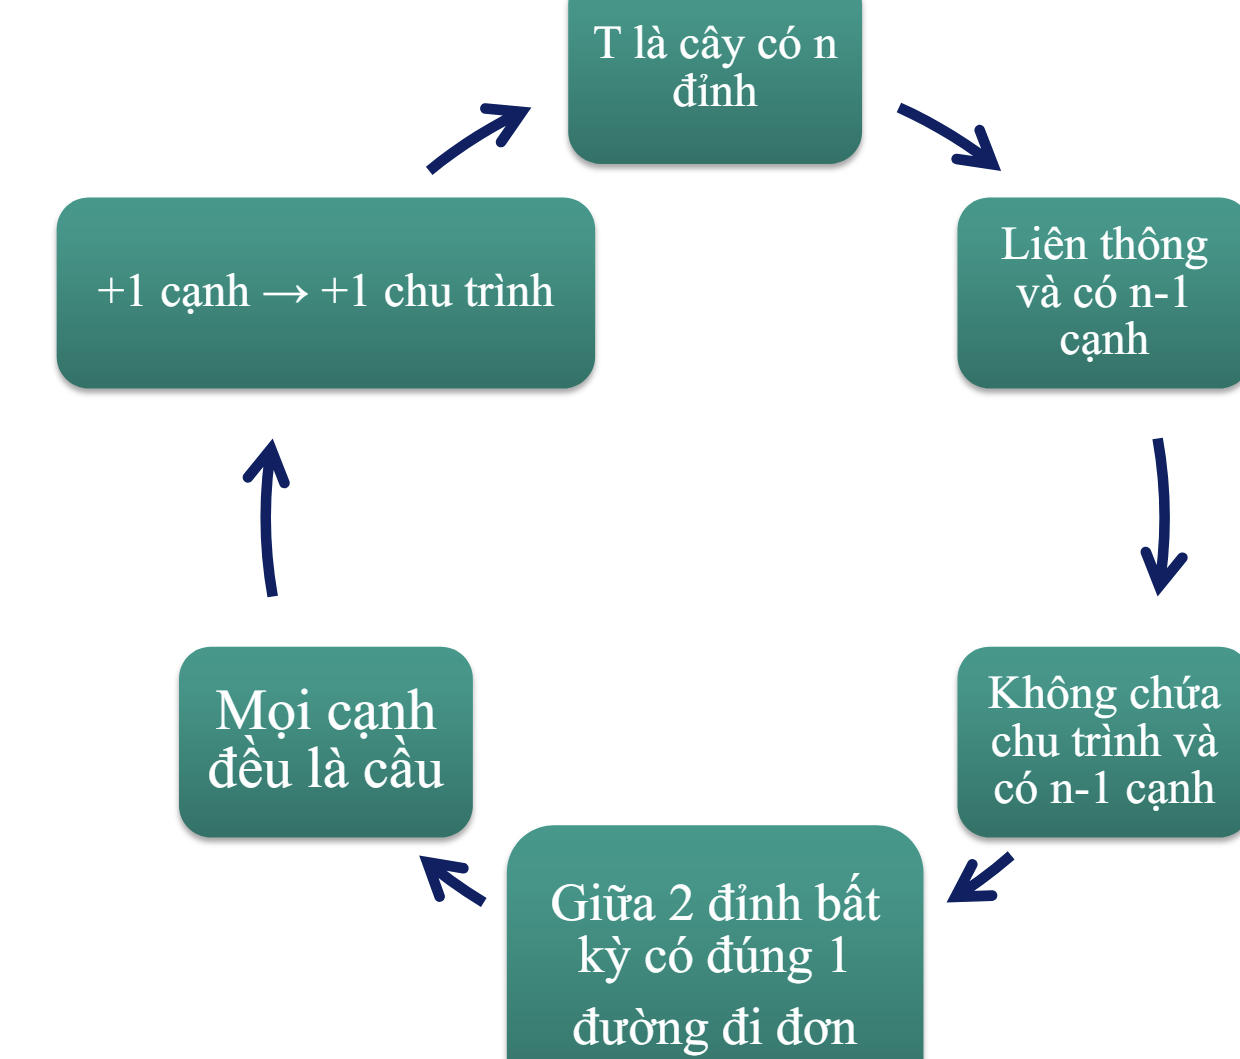 T là cây có n
đỉnh
+1 cạnh → +1 chu trình
Liên thông
và có n-1
cạnh
Mọi cạnh
đều là cầu
Không chứa
chu trình và
có n-1 cạnh
Giữa 2 đỉnh bất
kỳ có đúng 1
đường đi đơn